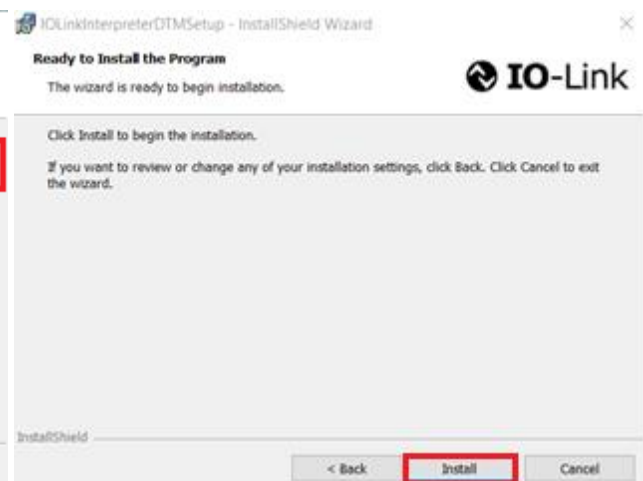 IOLinkInterpreterDTMSetup - InstallShield Wizard
Ready to Install the Program
The wizard is ready to begin installation.
IO-Link
Click Install to begin the installation.
If you want to review or change any of your installation settings, click Back. Click Cancel to exit
the wizard.
InstallShield
< Back Install Cancel